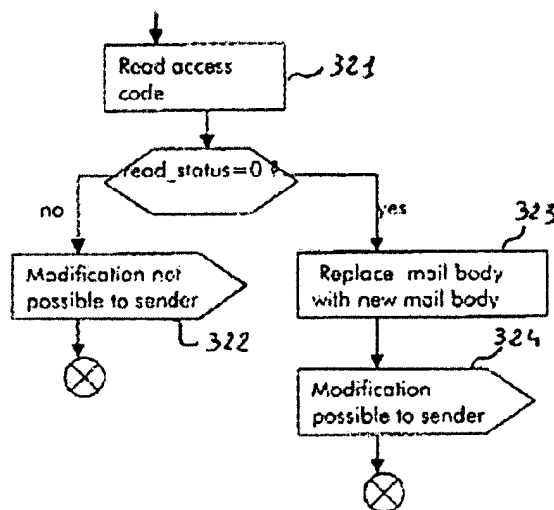 Read access
code
321
read_status=0 ?
no
yes
323
Modification not
possible to sender
322
Replace mail body
with new mail body
324
Modification
possible to sender